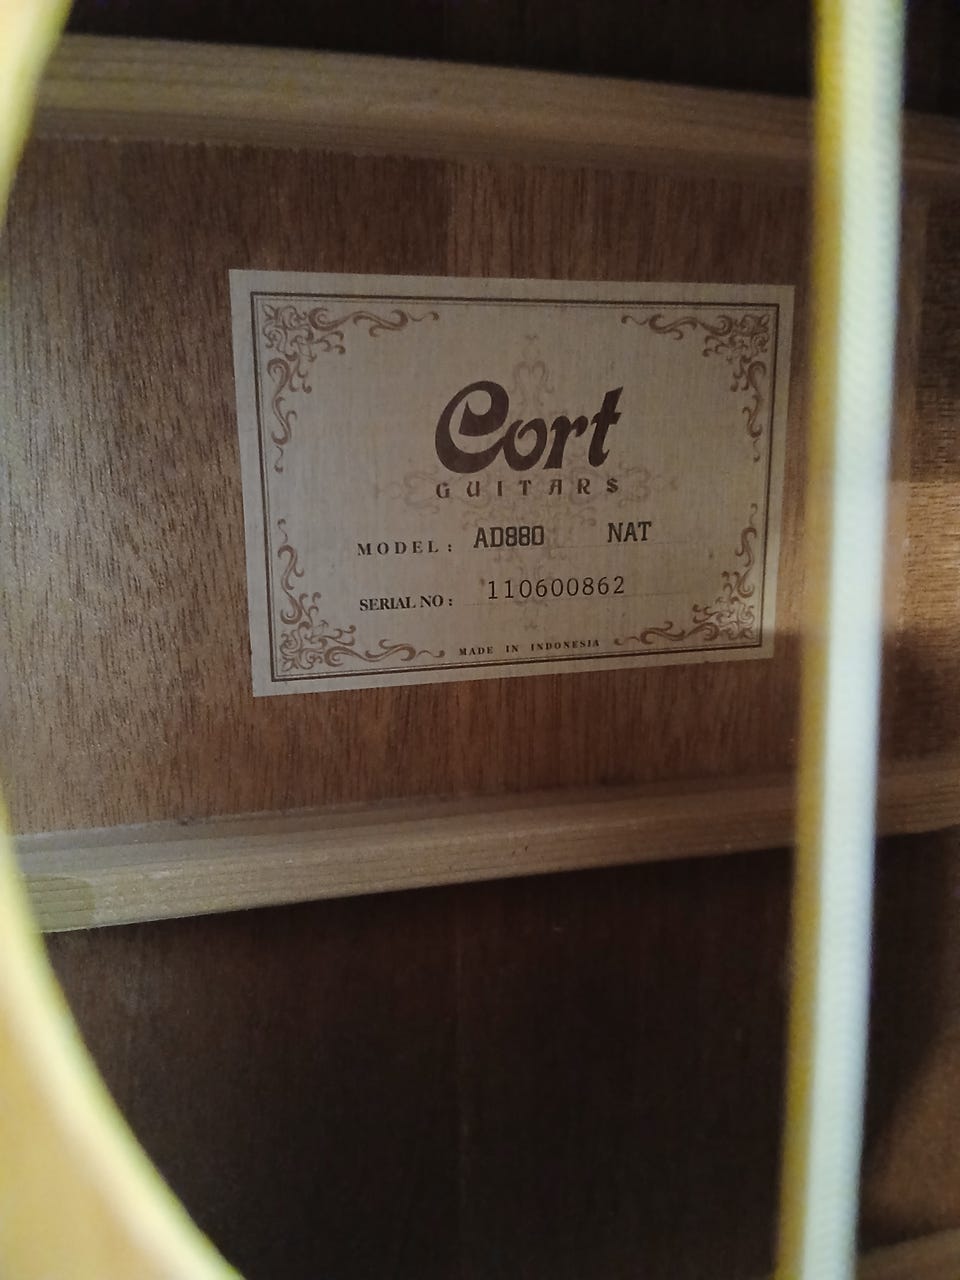 Cort
GUITARS
MODEL: AD880 NAT
SERIAL NO: 110600862
MADE IN INDONESIA